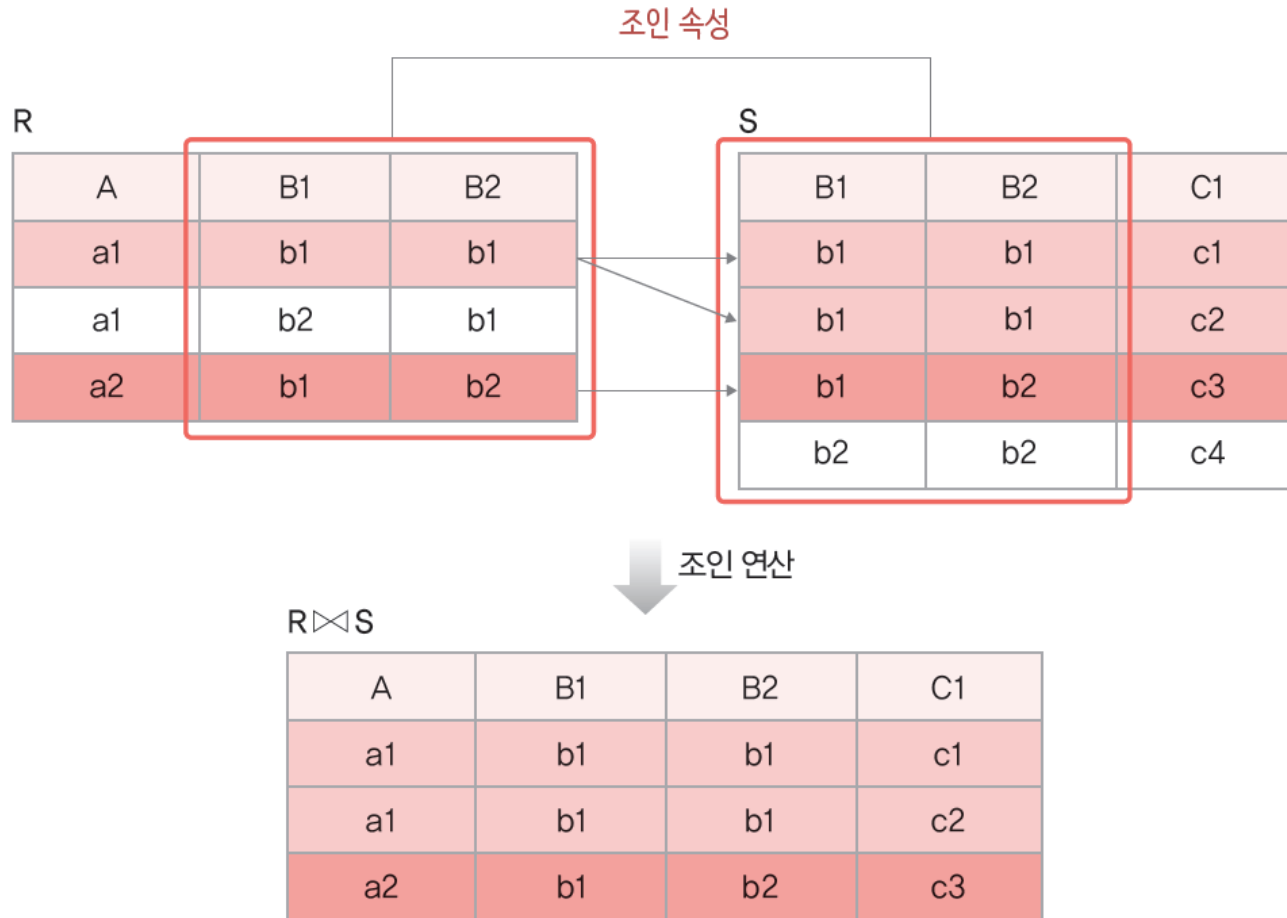 조인 속성
R
A B1 B2
a1 b1 b1
a1 b2 b1
a2 b1 b2
S
B1 B2 C1
b1 b1 c1
b1 b1 c2
b1 b2 c3
b2 b2 c4
조인 연산
R⋈S
A B1 B2 C1
a1 b1 b1 c1
a1 b1 b1 c2
a2 b1 b2 c3